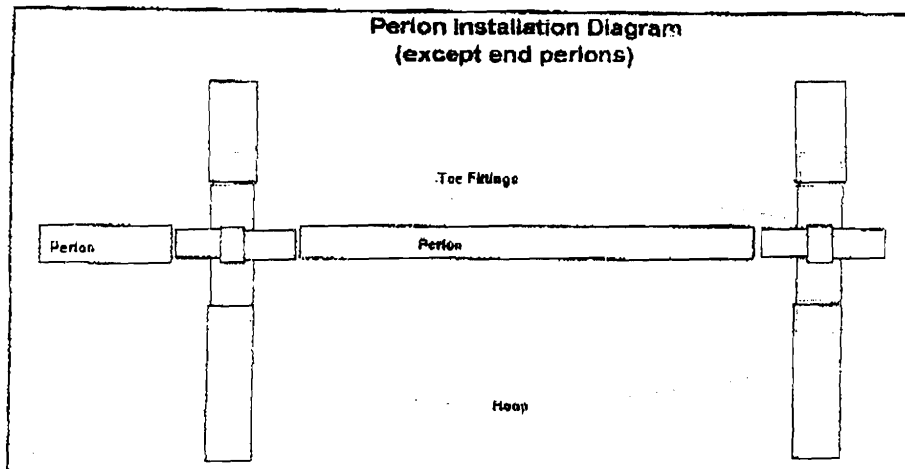 Perlon Installation Diagram
(except end perlons)
Tee Fittings
Perlon
Perlon
Hoop